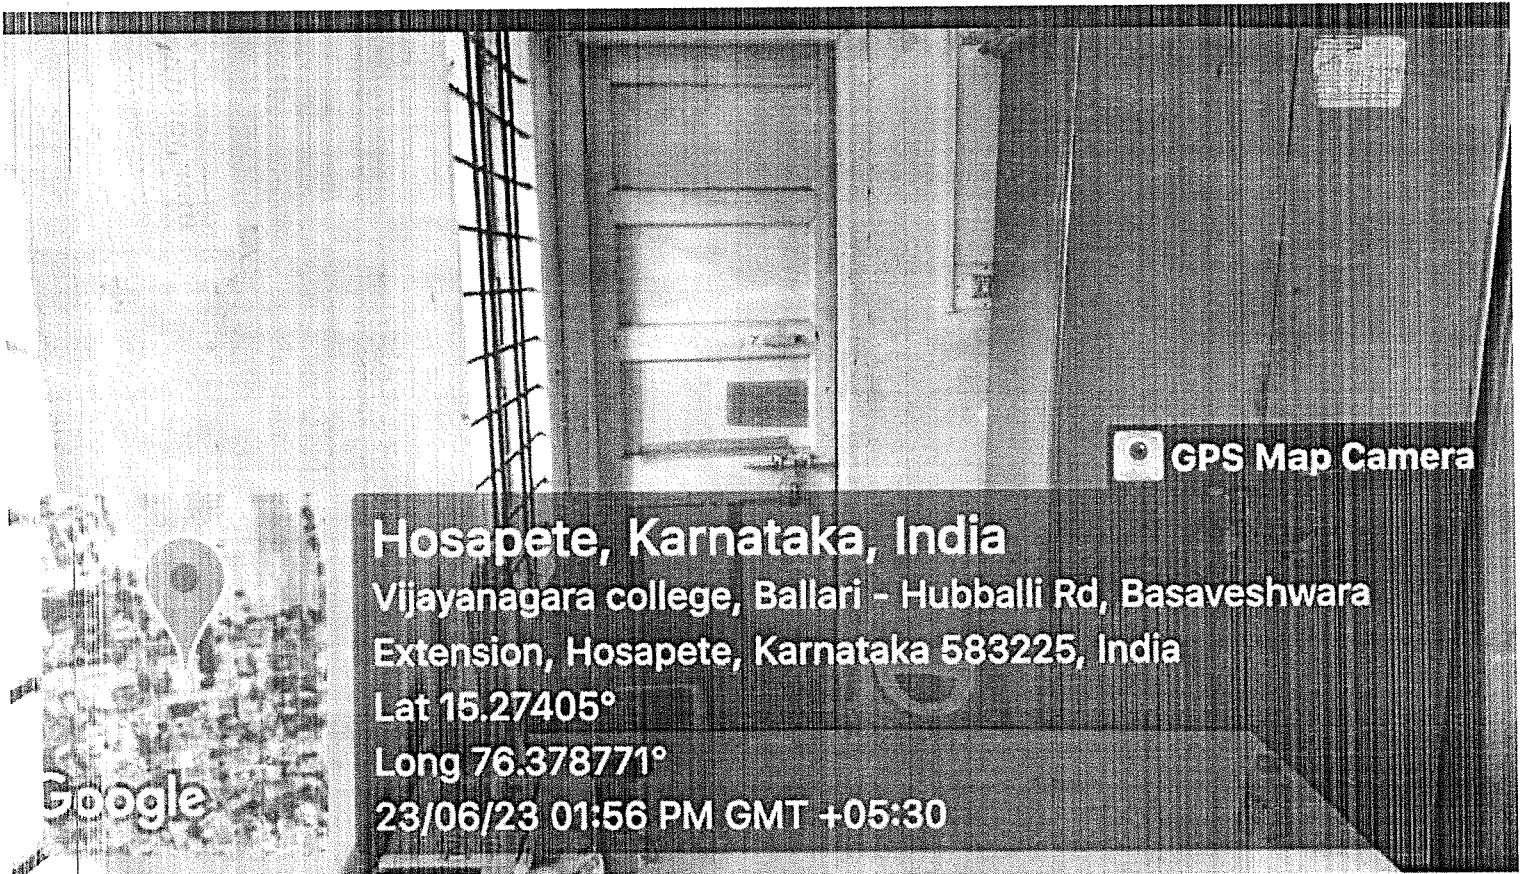 GPS Map Camera
Hosapete, Karnataka, India
Vijayanagara college, Ballari - Hubballi Rd, Basaveshwara
Extension, Hosapete, Karnataka 583225, India
Lat 15.27405°
Long 76.378771°
23/06/23 01:56 PM GMT +05:30
Google